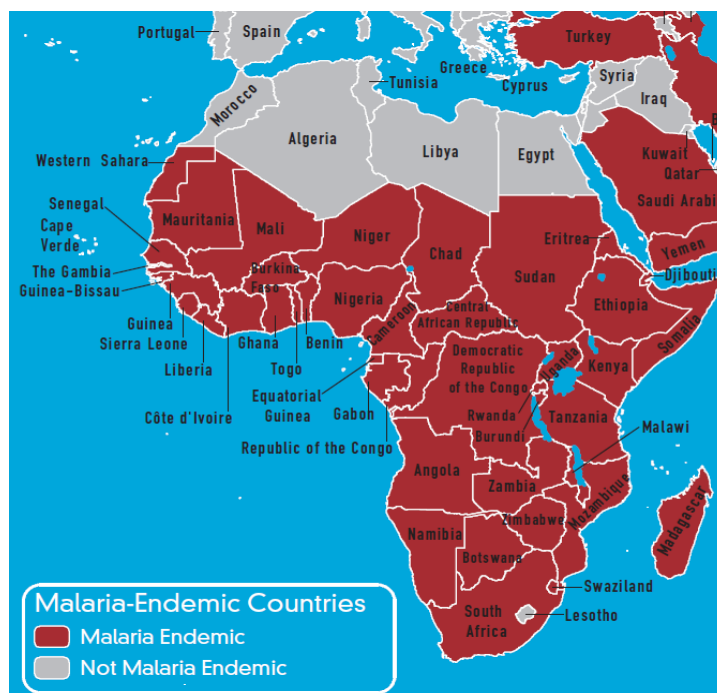 Portugal
Spain
Turkey
Greece
Cyprus
Syria
Tunisia
Iraq
Morocco
Algeria
Libya
Egypt
Kuwait
Qatar
Western Sahara
Saudi Arabi
Senegal
Mauritania
Mali
Niger
Chad
Eritrea
Yemen
Cape
Verde
Sudan
Djibouti
The Gambia
Burkina
Faso
Guinea-Bissau
Nigeria
Ethiopia
Central
African Republic
Cameroon
Somalia
Guinea
Sierra Leone
Ghana
Benin
Liberia
Togo
Democratic
Republic
of the Congo
Uganda
Kenya
Equatorial
Guinea
Côte d'Ivoire
Gabon
Rwanda
Burundi
Tanzania
Republic of the Congo
Malawi
Angola
Zambia
Mozambique
Zimbabwe
Madagascar
Namibia
Botswana
Swaziland
South
Africa
Lesotho
Malaria-Endemic Countries
Malaria Endemic
Not Malaria Endemic